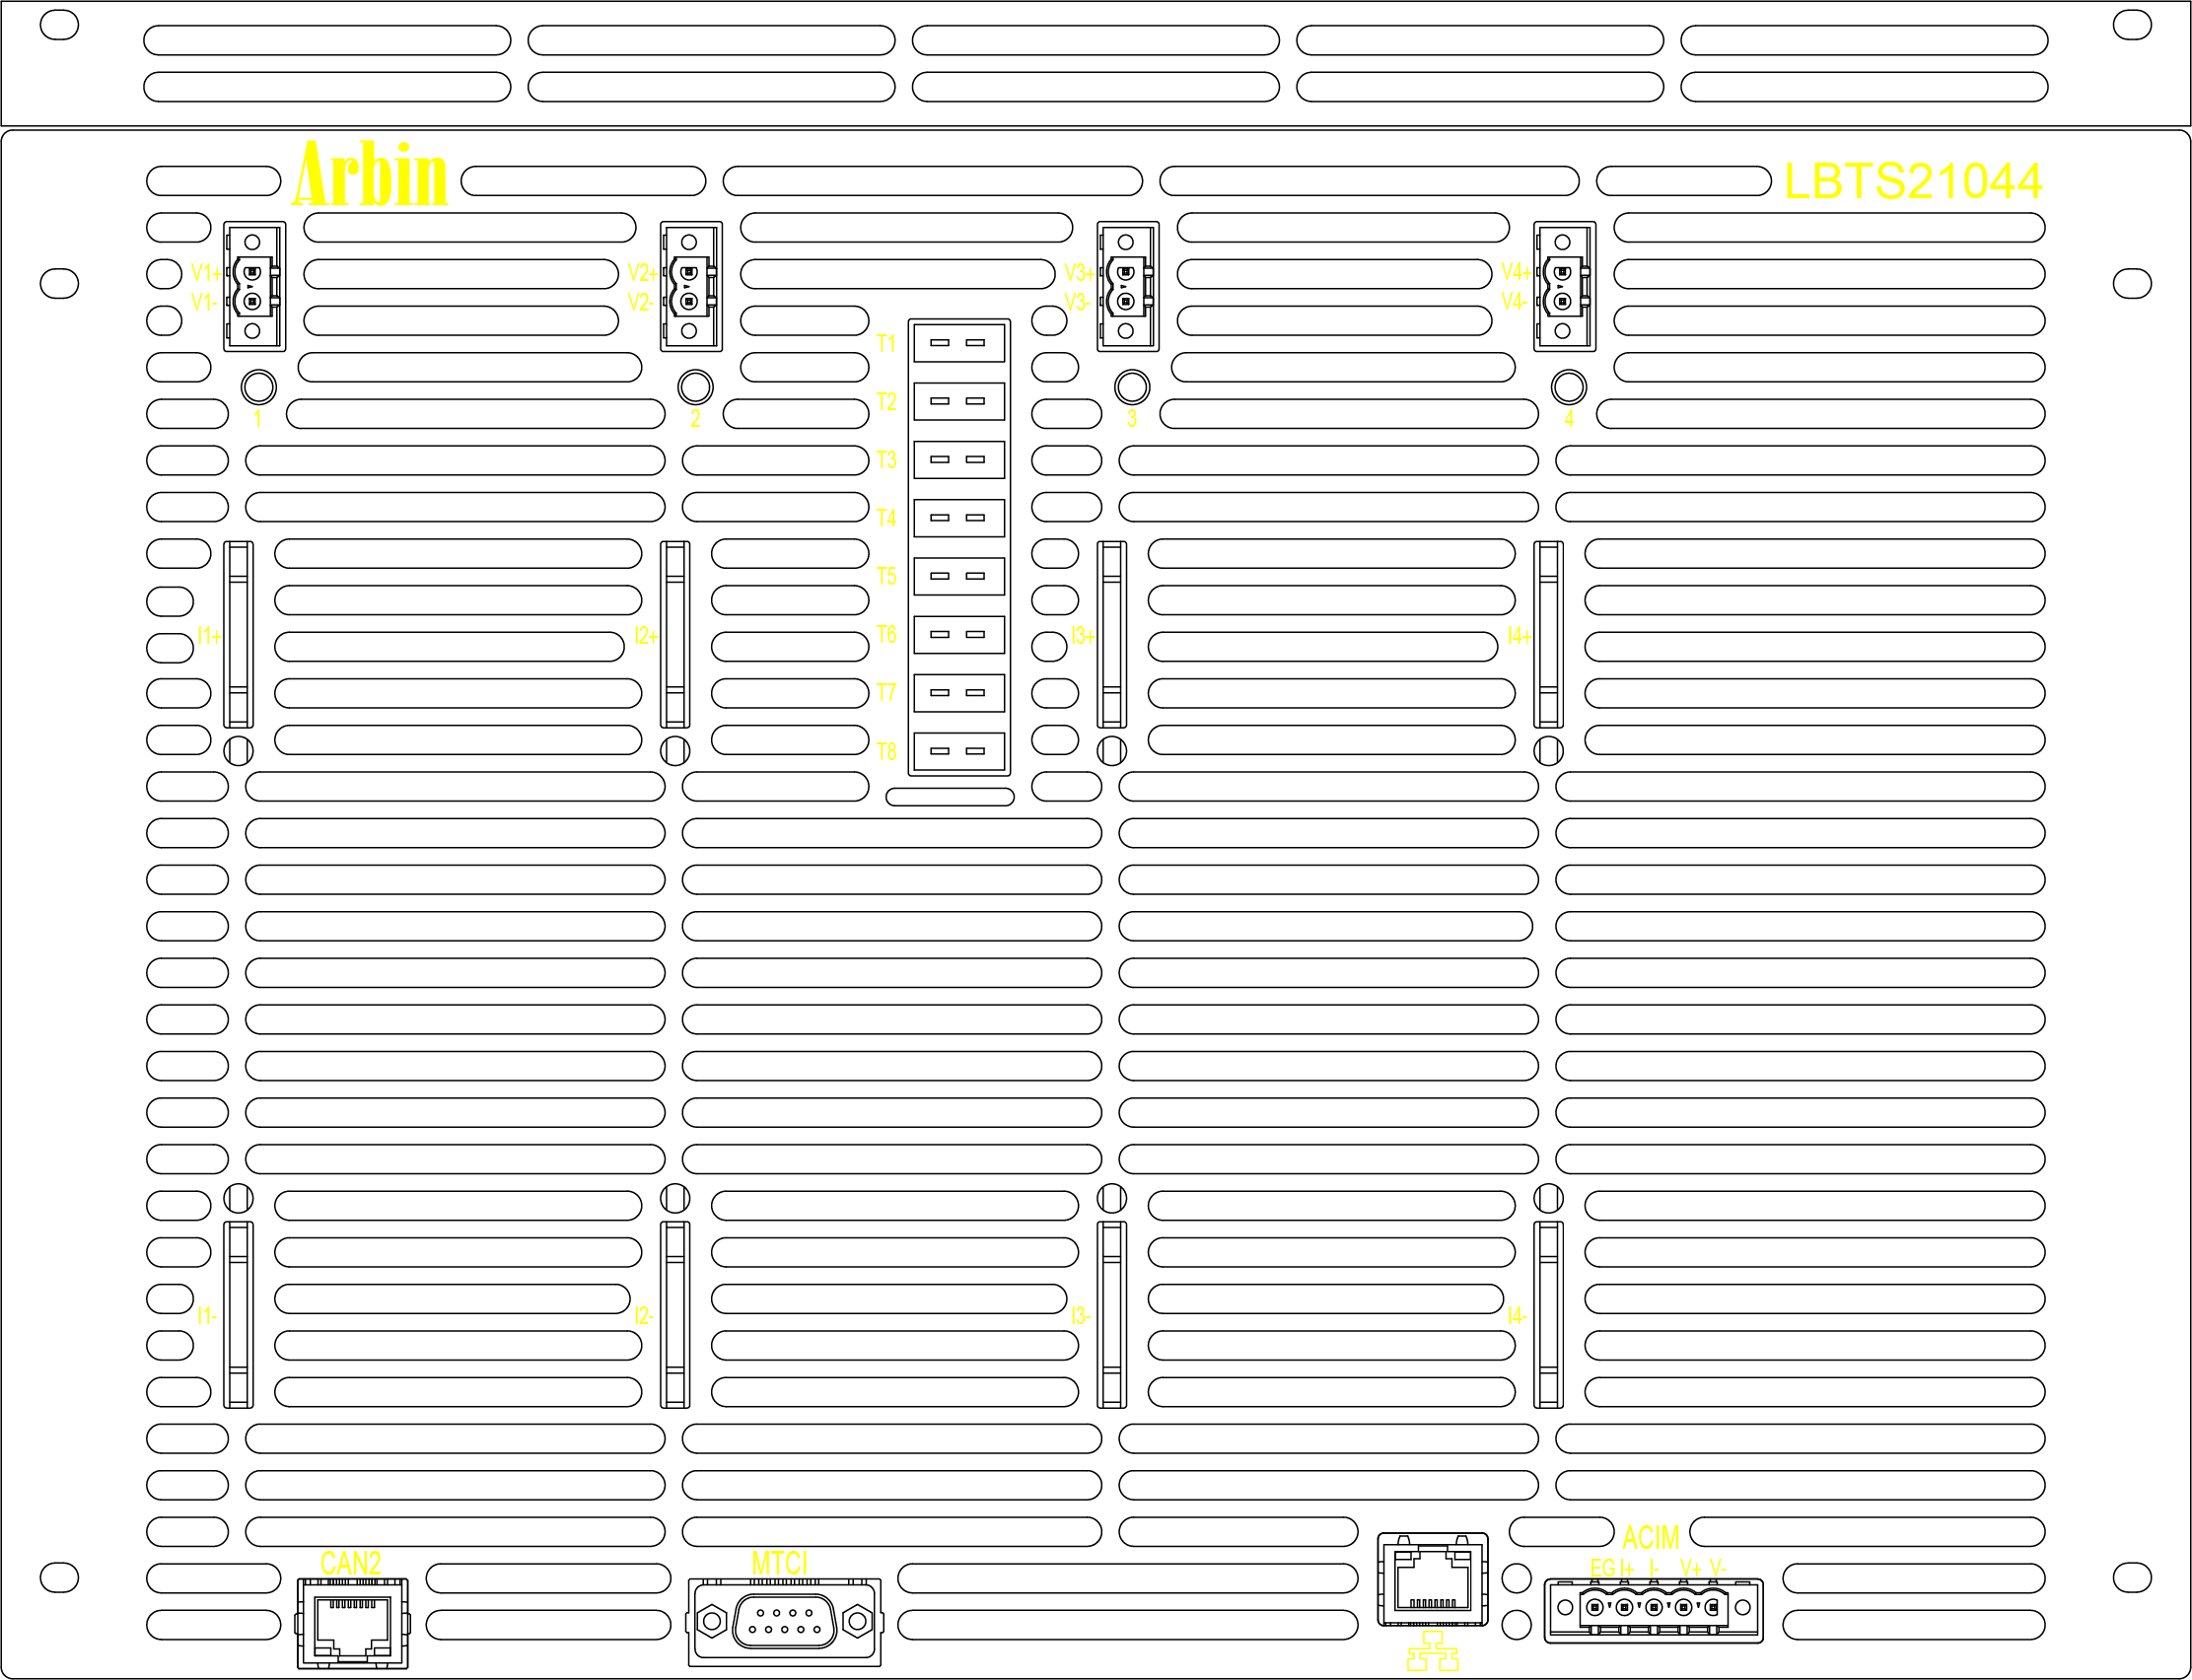 Arbin LBTS21044
V1+ V2+ V3+ V4+
V1- V2- V3- V4-
T1
T2
1 2 3 4
T3
T4
T5
I1+ I2+ T6 I3+ I4+
T7
T8
I1- I2- I3- I4-
ACIM
CAN2 MTCI EG I+ I- V+ V-